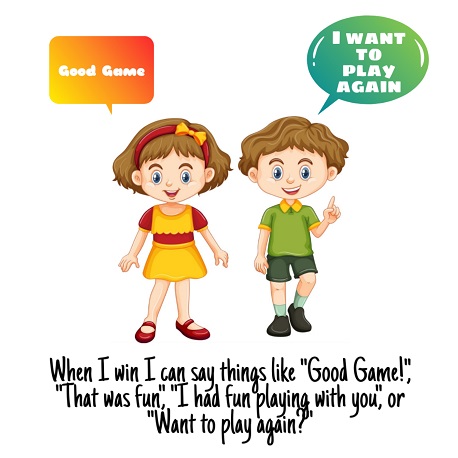 Good Game
I WANT
TO
PLAY
AGAIN
When I win I can say things like "Good Game!",
"That was fun", "I had fun playing with you", or
"Want to play again?"